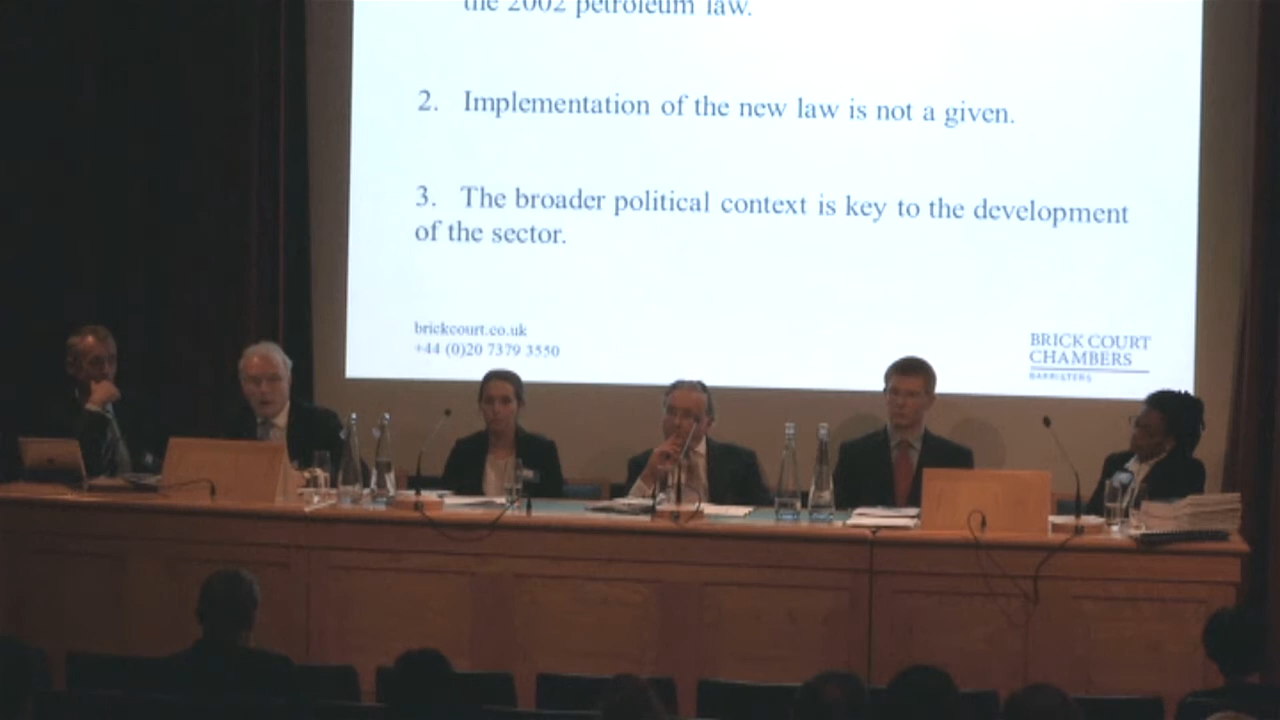 the 2002 petroleum law.
2. Implementation of the new law is not a given.
3. The broader political context is key to the development
of the sector.
brickcourt.co.uk
+44 (0)20 7379 3550
BRICK COURT
CHAMBERS
BARRISTERS